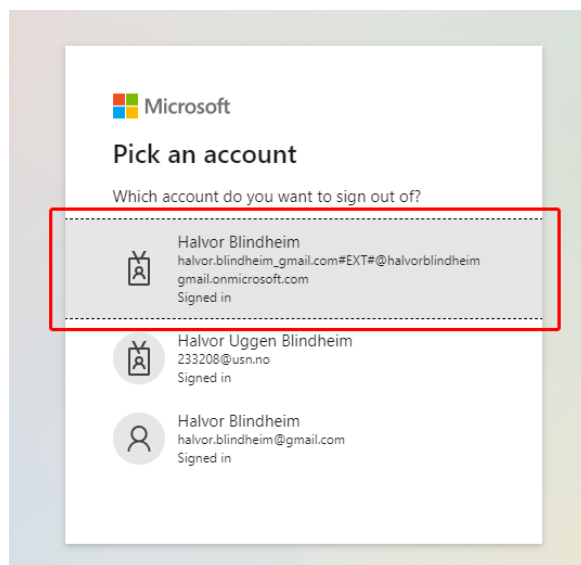 Microsoft
Pick an account
Which account do you want to sign out of?
Halvor Blindheim
halvor.blindheim_gmail.com#EXT#@halvorblindheim
gmail.onmicrosoft.com
Signed in
Halvor Uggen Blindheim
233208@usn.no
Signed in
Halvor Blindheim
halvor.blindheim@gmail.com
Signed in